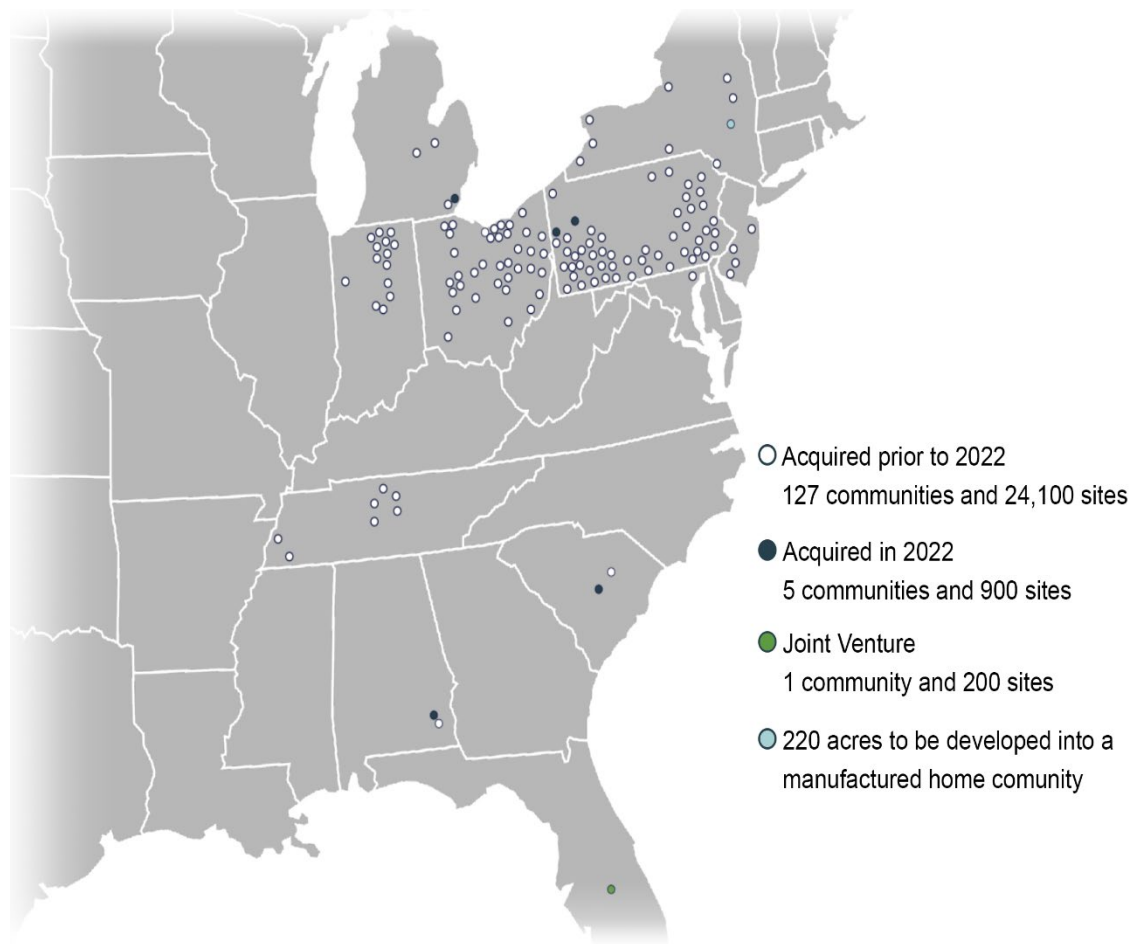 Acquired prior to 2022
127 communities and 24,100 sites
Acquired in 2022
5 communities and 900 sites
Joint Venture
1 community and 200 sites
220 acres to be developed into a
manufactured home comunity